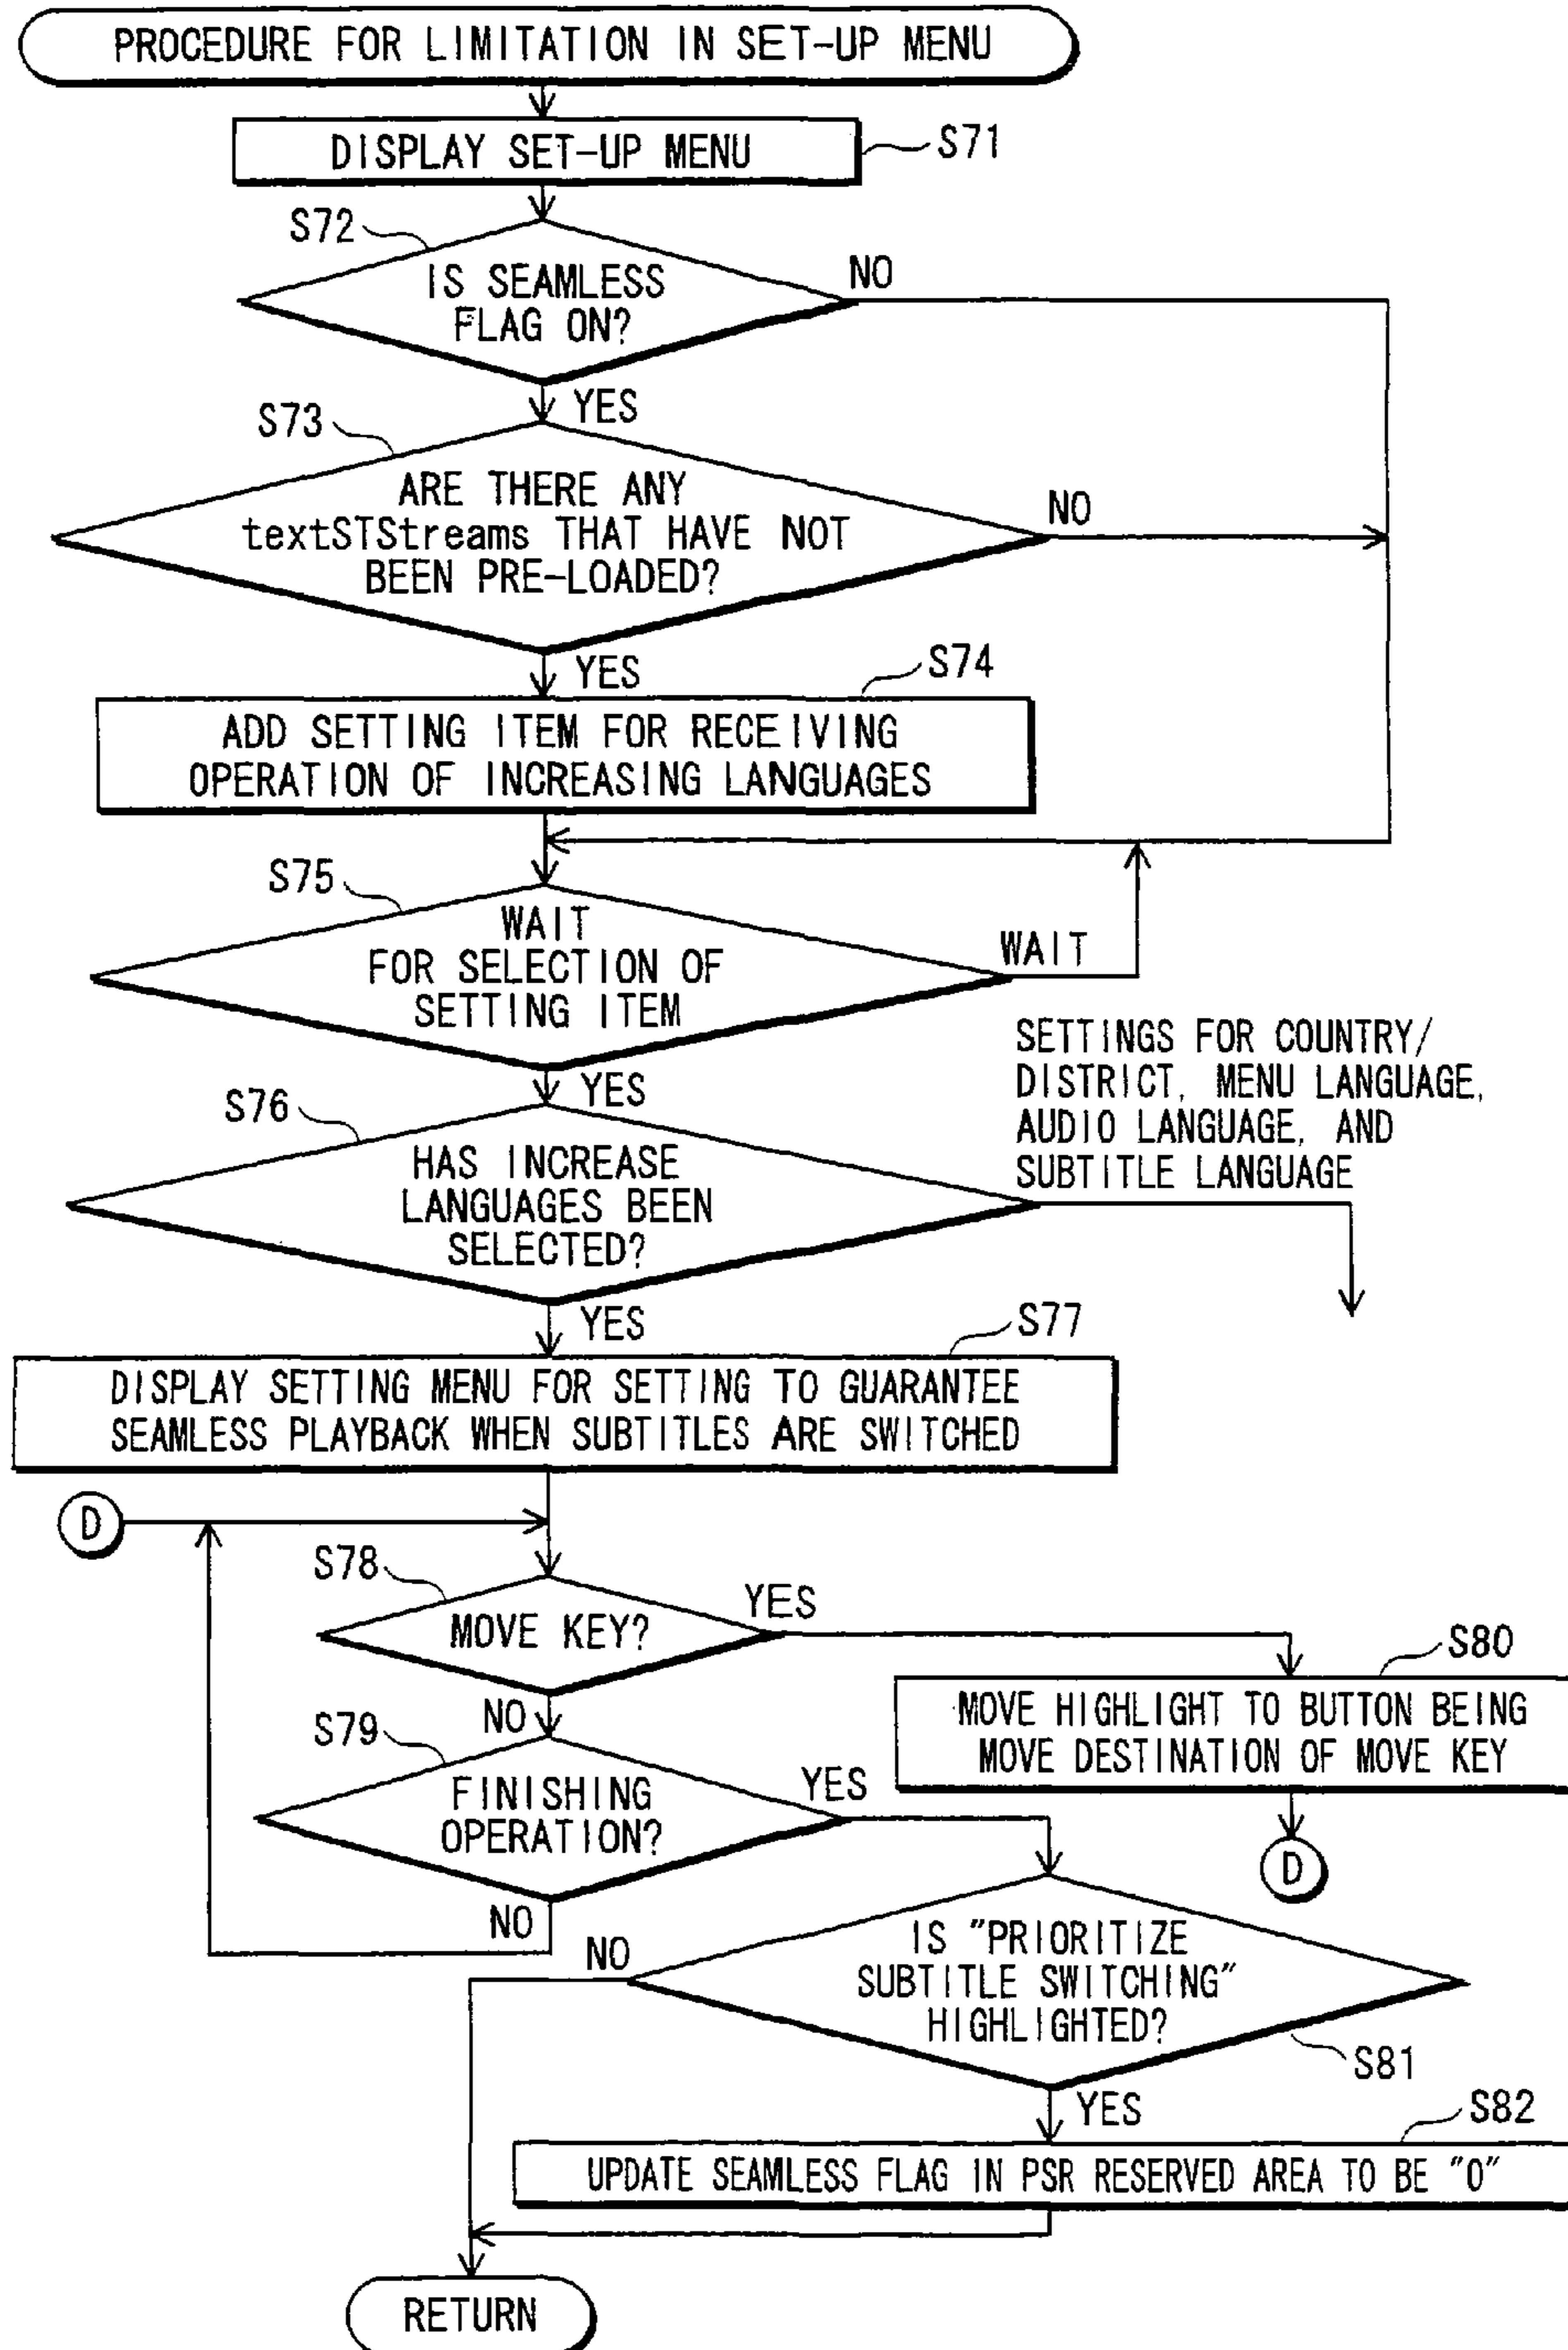 PROCEDURE FOR LIMITATION IN SET-UP MENU
DISPLAY SET-UP MENU
S71
S72
IS SEAMLESS
FLAG ON?
NO
YES
S73
ARE THERE ANY
textSTStreams THAT HAVE NOT
BEEN PRE-LOADED?
NO
YES
S74
ADD SETTING ITEM FOR RECEIVING
OPERATION OF INCREASING LANGUAGES
S75
WAIT
FOR SELECTION OF
SETTING ITEM
WAIT
YES
SETTINGS FOR COUNTRY/
DISTRICT, MENU LANGUAGE,
AUDIO LANGUAGE, AND
SUBTITLE LANGUAGE
S76
HAS INCREASE
LANGUAGES BEEN
SELECTED?
YES
S77
DISPLAY SETTING MENU FOR SETTING TO GUARANTEE
SEAMLESS PLAYBACK WHEN SUBTITLES ARE SWITCHED
D
S78
MOVE KEY?
YES
NO
S80
MOVE HIGHLIGHT TO BUTTON BEING
MOVE DESTINATION OF MOVE KEY
D
S79
FINISHING
OPERATION?
YES
NO
IS "PRIORITIZE
SUBTITLE SWITCHING"
HIGHLIGHTED?
NO
S81
YES
S82
UPDATE SEAMLESS FLAG IN PSR RESERVED AREA TO BE "0"
RETURN